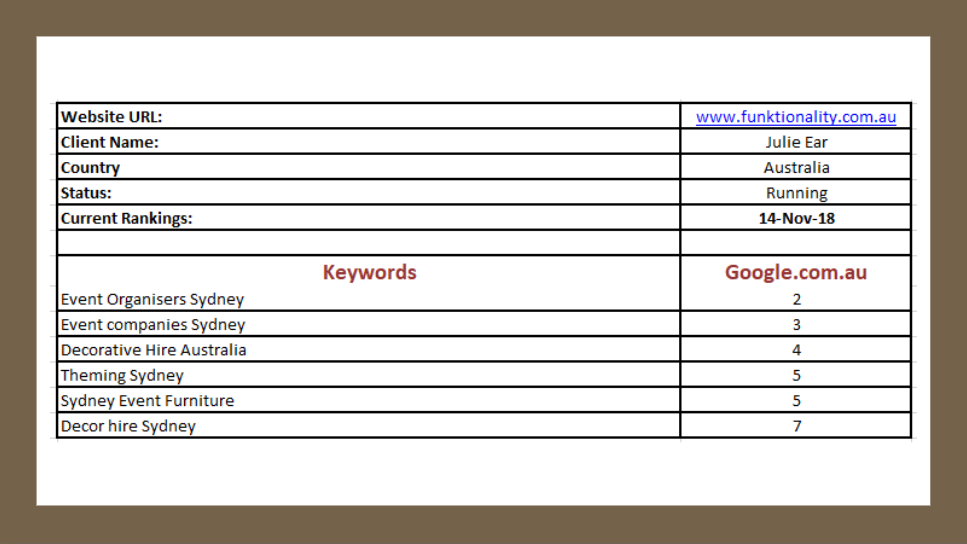 Website URL: www.funktionality.com.au
Client Name: Julie Ear
Country Australia
Status: Running
Current Rankings: 14-Nov-18
Keywords Google.com.au
Event Organisers Sydney 2
Event companies Sydney 3
Decorative Hire Australia 4
Theming Sydney 5
Sydney Event Furniture 5
Decor hire Sydney 7